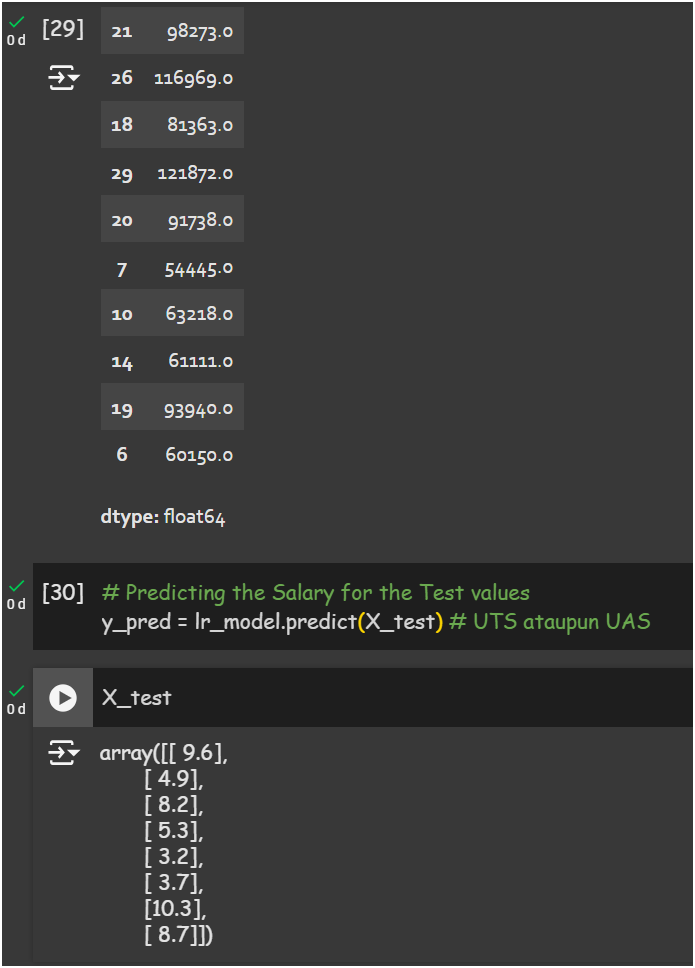 [29] 21 98273.0
0 d
26 116969.0
18 81363.0
29 121872.0
20 91738.0
7 54445.0
10 63218.0
14 61111.0
19 93940.0
6 60150.0
dtype: float64
[30] # Predicting the Salary for the Test values
0 d
y_pred = lr_model.predict(X_test) # UTS ataupun UAS
X_test
0 d
array([[ 9.6],
[ 4.9],
[ 8.2],
[ 5.3],
[ 3.2],
[ 3.7],
[10.3],
[ 8.7]])